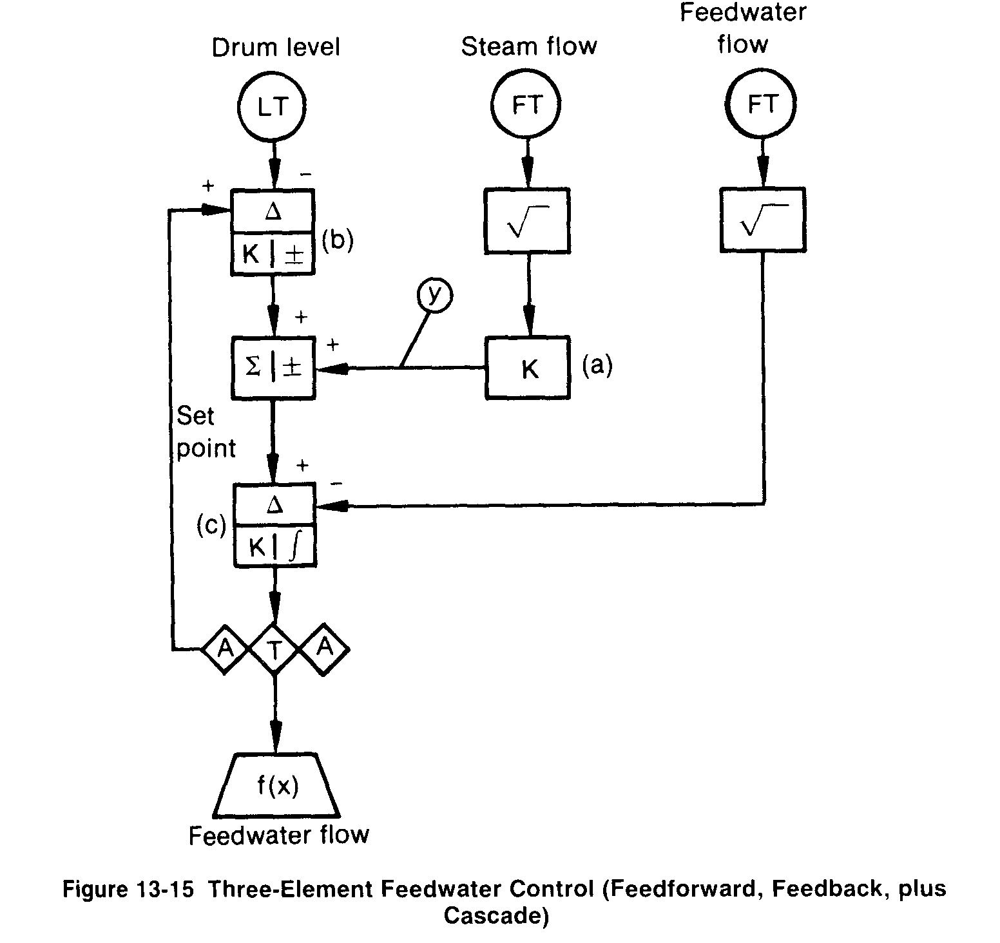 Feedwater
flow
Drum level
Steam flow
LT
FT
FT
+
−
Δ
√
√
K | ±
(b)
y
+
+
Σ | ±
K
(a)
Set
point
+
−
Δ
(c)
K | ∫
A
T
A
f(x)
Feedwater flow
Figure 13-15 Three-Element Feedwater Control (Feedforward, Feedback, plus
Cascade)